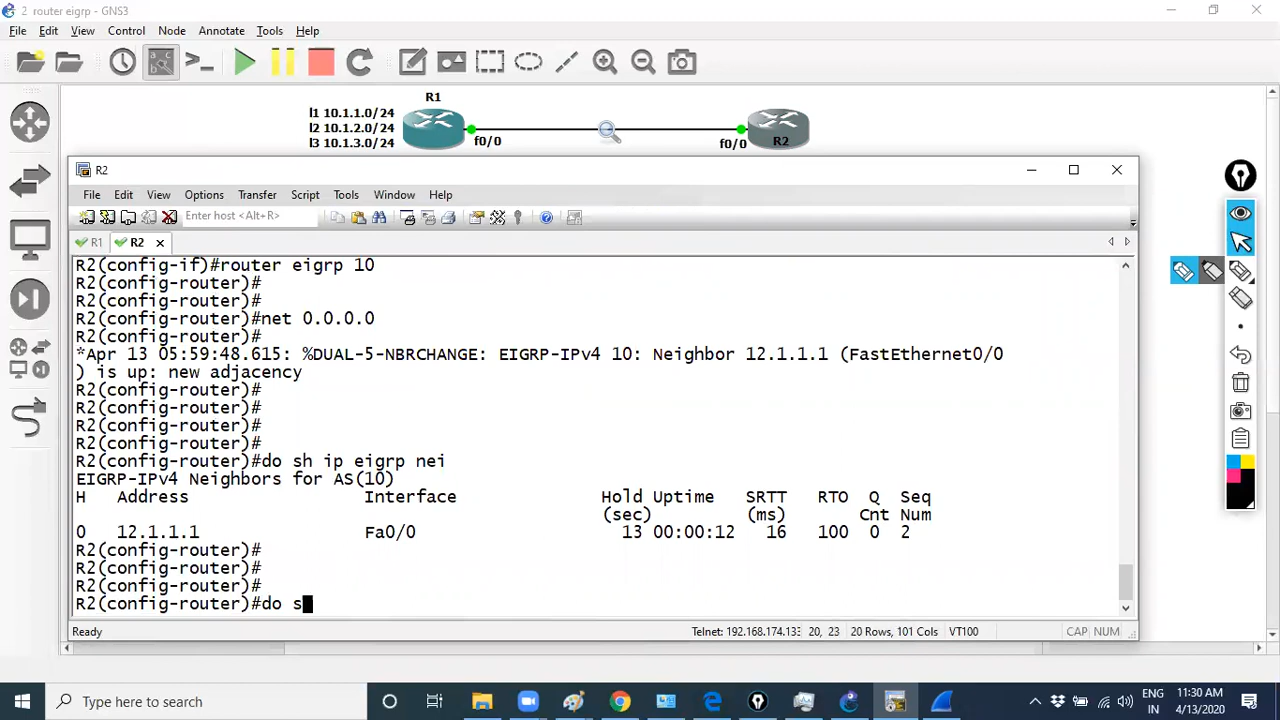 2 router eigrp - GNS3
File Edit View Control Node Annotate Tools Help
R1
l1 10.1.1.0/24
l2 10.1.2.0/24
l3 10.1.3.0/24
f0/0
f0/0
R2
R2
File Edit View Options Transfer Script Tools Window Help
Enter host <Alt+R>
R1
R2
R2(config-if)#router eigrp 10
R2(config-router)#
R2(config-router)#
R2(config-router)#net 0.0.0.0
R2(config-router)#
*Apr 13 05:59:48.615: %DUAL-5-NBRCHANGE: EIGRP-IPv4 10: Neighbor 12.1.1.1 (FastEthernet0/0
) is up: new adjacency
R2(config-router)#
R2(config-router)#
R2(config-router)#
R2(config-router)#
R2(config-router)#do sh ip eigrp nei
EIGRP-IPv4 Neighbors for AS(10)
H Address Interface Hold Uptime SRTT RTO Q Seq
(sec) (ms) Cnt Num
0 12.1.1.1 Fa0/0 13 00:00:12 16 100 0 2
R2(config-router)#
R2(config-router)#
R2(config-router)#
R2(config-router)#do s
Ready Telnet: 192.168.174.133 20, 23 20 Rows, 101 Cols VT100 CAP NUM
Type here to search
ENG
IN
11:30 AM
4/13/2020